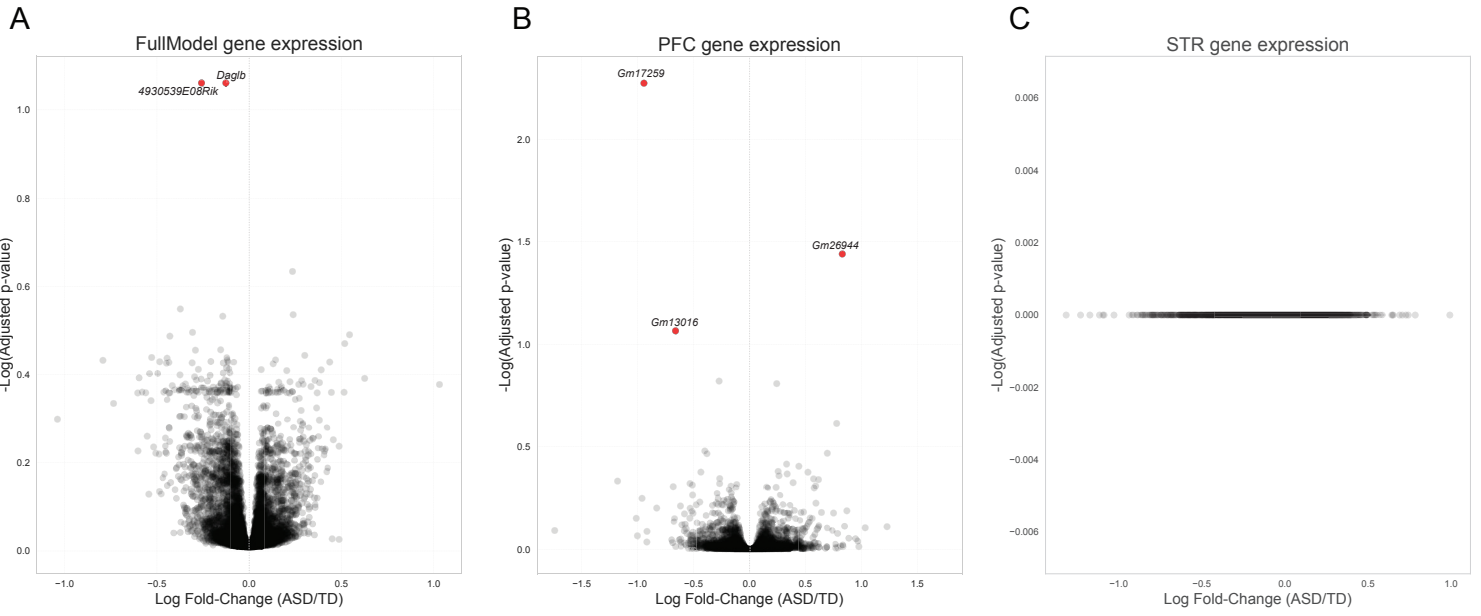 A
FullModel gene expression
Daglb
4930539E08Rik
1.0
0.8
0.6
0.4
0.2
0.0
-Log(Adjusted p-value)
−1.0 −0.5 0.0 0.5 1.0
Log Fold-Change (ASD/TD)
B
PFC gene expression
Gm17259
Gm26944
Gm13016
2.0
1.5
1.0
0.5
0.0
-Log(Adjusted p-value)
−1.5 −1.0 −0.5 0.0 0.5 1.0 1.5
Log Fold-Change (ASD/TD)
C
STR gene expression
0.006
0.004
0.002
0.000
−0.002
−0.004
−0.006
-Log(Adjusted p-value)
−1.0 −0.5 0.0 0.5 1.0
Log Fold-Change (ASD/TD)